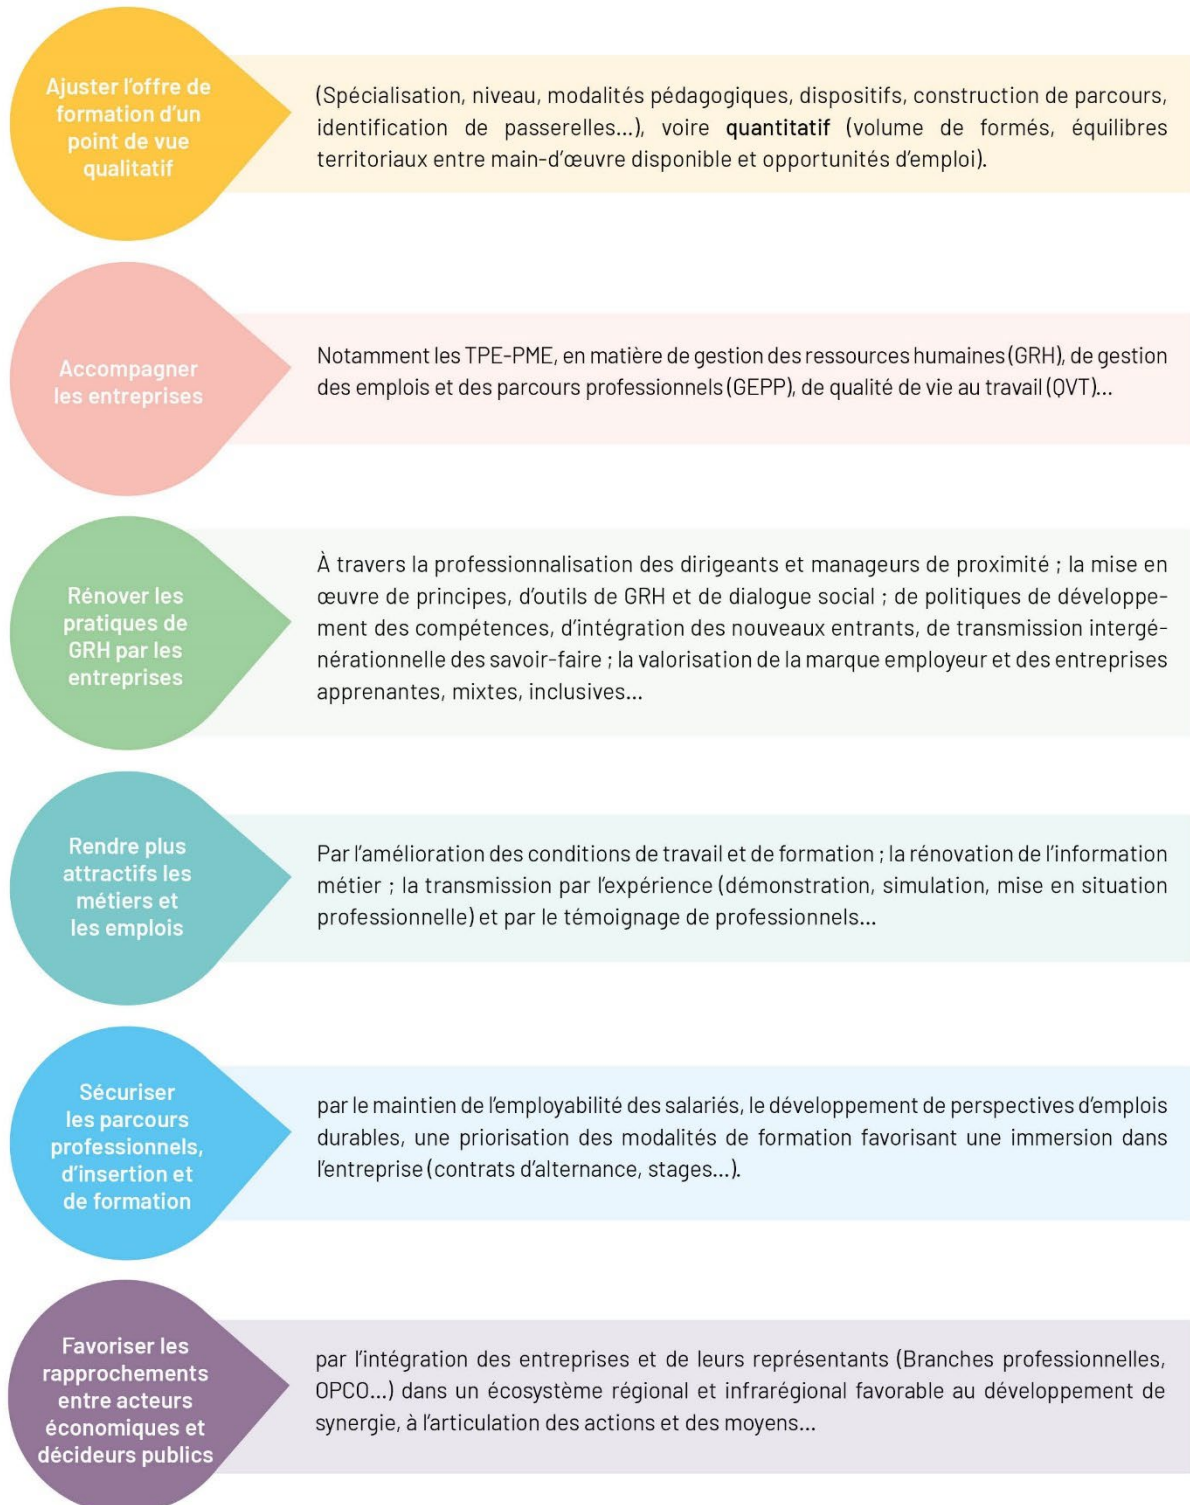 Ajuster l'offre de
formation d'un
point de vue
qualitatif
(Spécialisation, niveau, modalités pédagogiques, dispositifs, construction de parcours,
identification de passerelles...), voire quantitatif (volume de formés, équilibres
territoriaux entre main-d'œuvre disponible et opportunités d'emploi).
Accompagner
les entreprises
Notamment les TPE-PME, en matière de gestion des ressources humaines (GRH), de gestion
des emplois et des parcours professionnels (GEPP), de qualité de vie au travail (QVT)...
Rénover les
pratiques de
GRH par les
entreprises
À travers la professionnalisation des dirigeants et manageurs de proximité ; la mise en
œuvre de principes, d'outils de GRH et de dialogue social ; de politiques de développe-
ment des compétences, d'intégration des nouveaux entrants, de transmission intergé-
nérationnelle des savoir-faire ; la valorisation de la marque employeur et des entreprises
apprenantes, mixtes, inclusives...
Rendre plus
attractifs les
métiers et
les emplois
Par l'amélioration des conditions de travail et de formation ; la rénovation de l'information
métier ; la transmission par l'expérience (démonstration, simulation, mise en situation
professionnelle) et par le témoignage de professionnels...
Sécuriser
les parcours
professionnels,
d'insertion et
de formation
par le maintien de l'employabilité des salariés, le développement de perspectives d'emplois
durables, une priorisation des modalités de formation favorisant une immersion dans
l'entreprise (contrats d'alternance, stages...).
Favoriser les
rapprochements
entre acteurs
économiques et
décideurs publics
par l'intégration des entreprises et de leurs représentants (Branches professionnelles,
OPCO...) dans un écosystème régional et infrarégional favorable au développement de
synergie, à l'articulation des actions et des moyens...